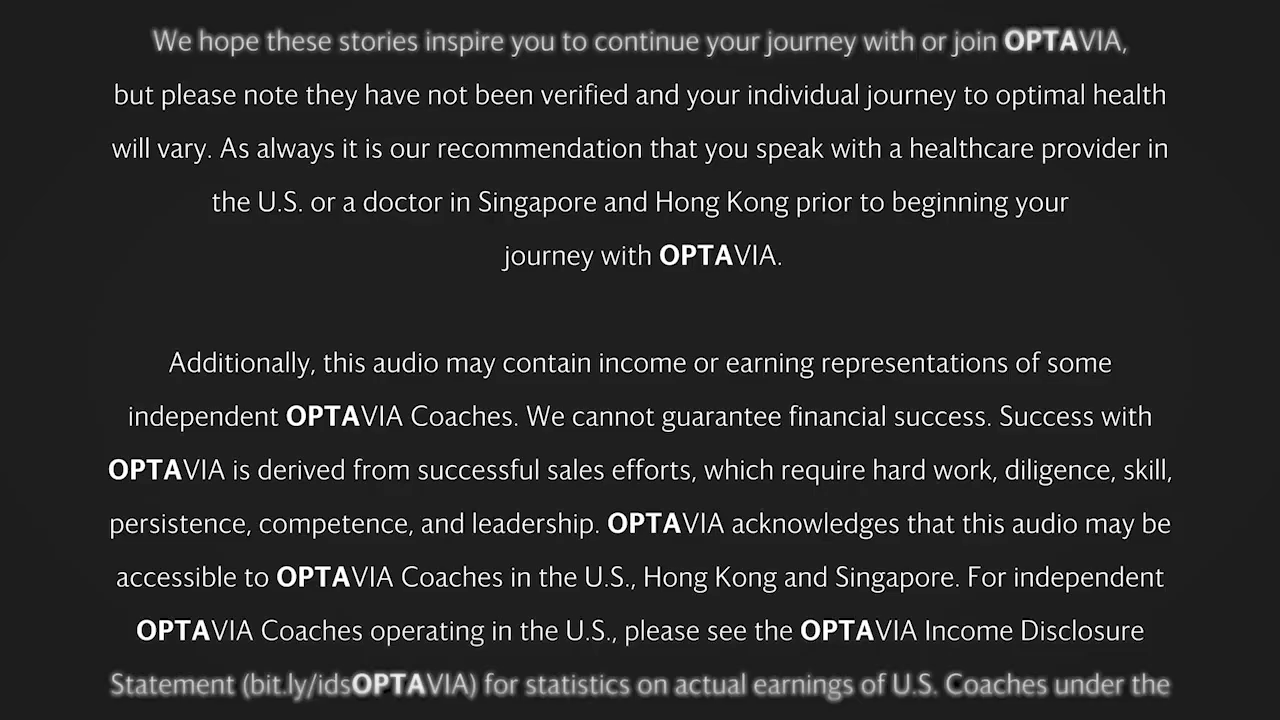 We hope these stories inspire you to continue your journey with or join OPTAVIA,
but please note they have not been verified and your individual journey to optimal health
will vary. As always it is our recommendation that you speak with a healthcare provider in
the U.S. or a doctor in Singapore and Hong Kong prior to beginning your
journey with OPTAVIA.
Additionally, this audio may contain income or earning representations of some
independent OPTAVIA Coaches. We cannot guarantee financial success. Success with
OPTAVIA is derived from successful sales efforts, which require hard work, diligence, skill,
persistence, competence, and leadership. OPTAVIA acknowledges that this audio may be
accessible to OPTAVIA Coaches in the U.S., Hong Kong and Singapore. For independent
OPTAVIA Coaches operating in the U.S., please see the OPTAVIA Income Disclosure
Statement (bit.ly/idsOPTAVIA) for statistics on actual earnings of U.S. Coaches under the